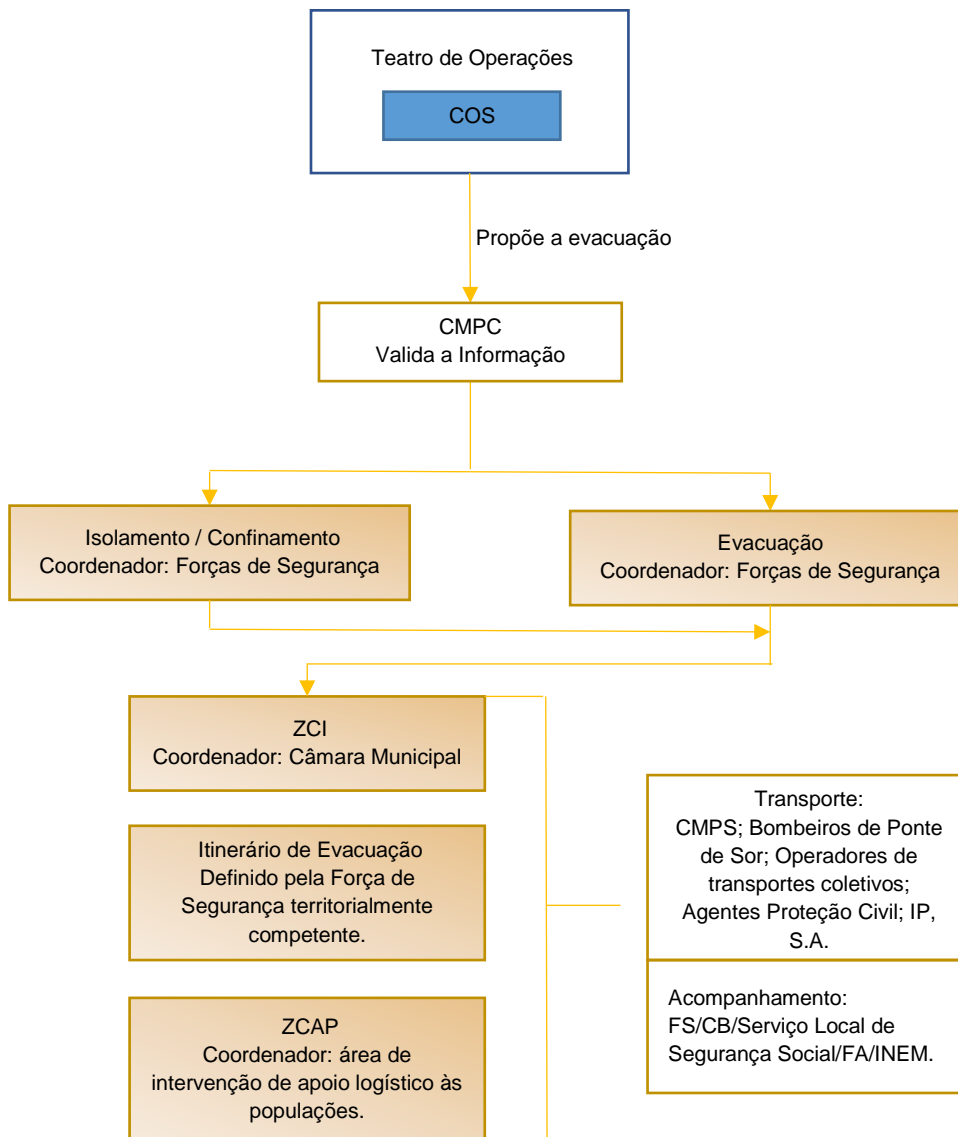 Teatro de Operações
COS
Propõe a evacuação
CMPC
Valida a Informação
Isolamento / Confinamento
Coordenador: Forças de Segurança
Evacuação
Coordenador: Forças de Segurança
ZCI
Coordenador: Câmara Municipal
Itinerário de Evacuação
Definido pela Força de
Segurança territorialmente
competente.
ZCAP
Coordenador: área de
intervenção de apoio logístico às
populações.
Transporte:
CMPS; Bombeiros de Ponte
de Sor; Operadores de
transportes coletivos;
Agentes Proteção Civil; IP,
S.A.
Acompanhamento:
FS/CB/Serviço Local de
Segurança Social/FA/INEM.